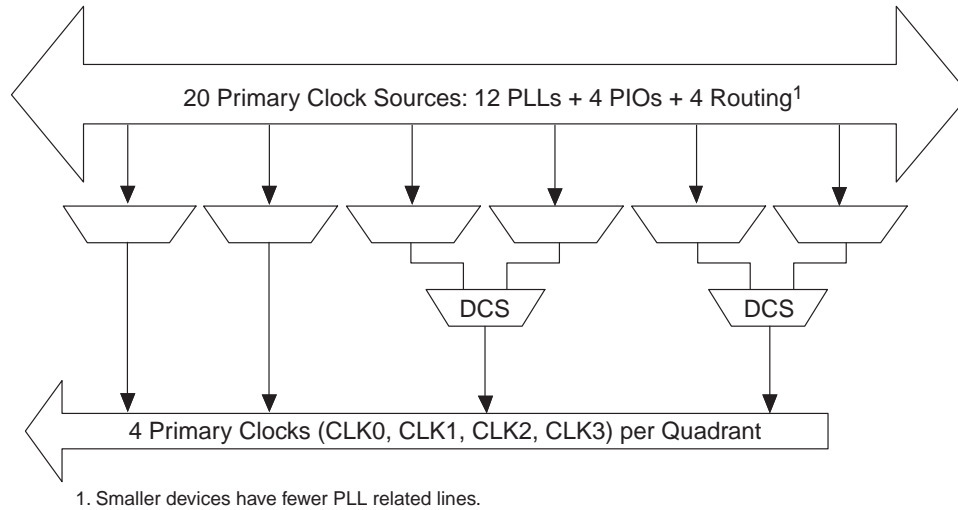 20 Primary Clock Sources: 12 PLLs + 4 PIOs + 4 Routing1
DCS
DCS
4 Primary Clocks (CLK0, CLK1, CLK2, CLK3) per Quadrant
1. Smaller devices have fewer PLL related lines.